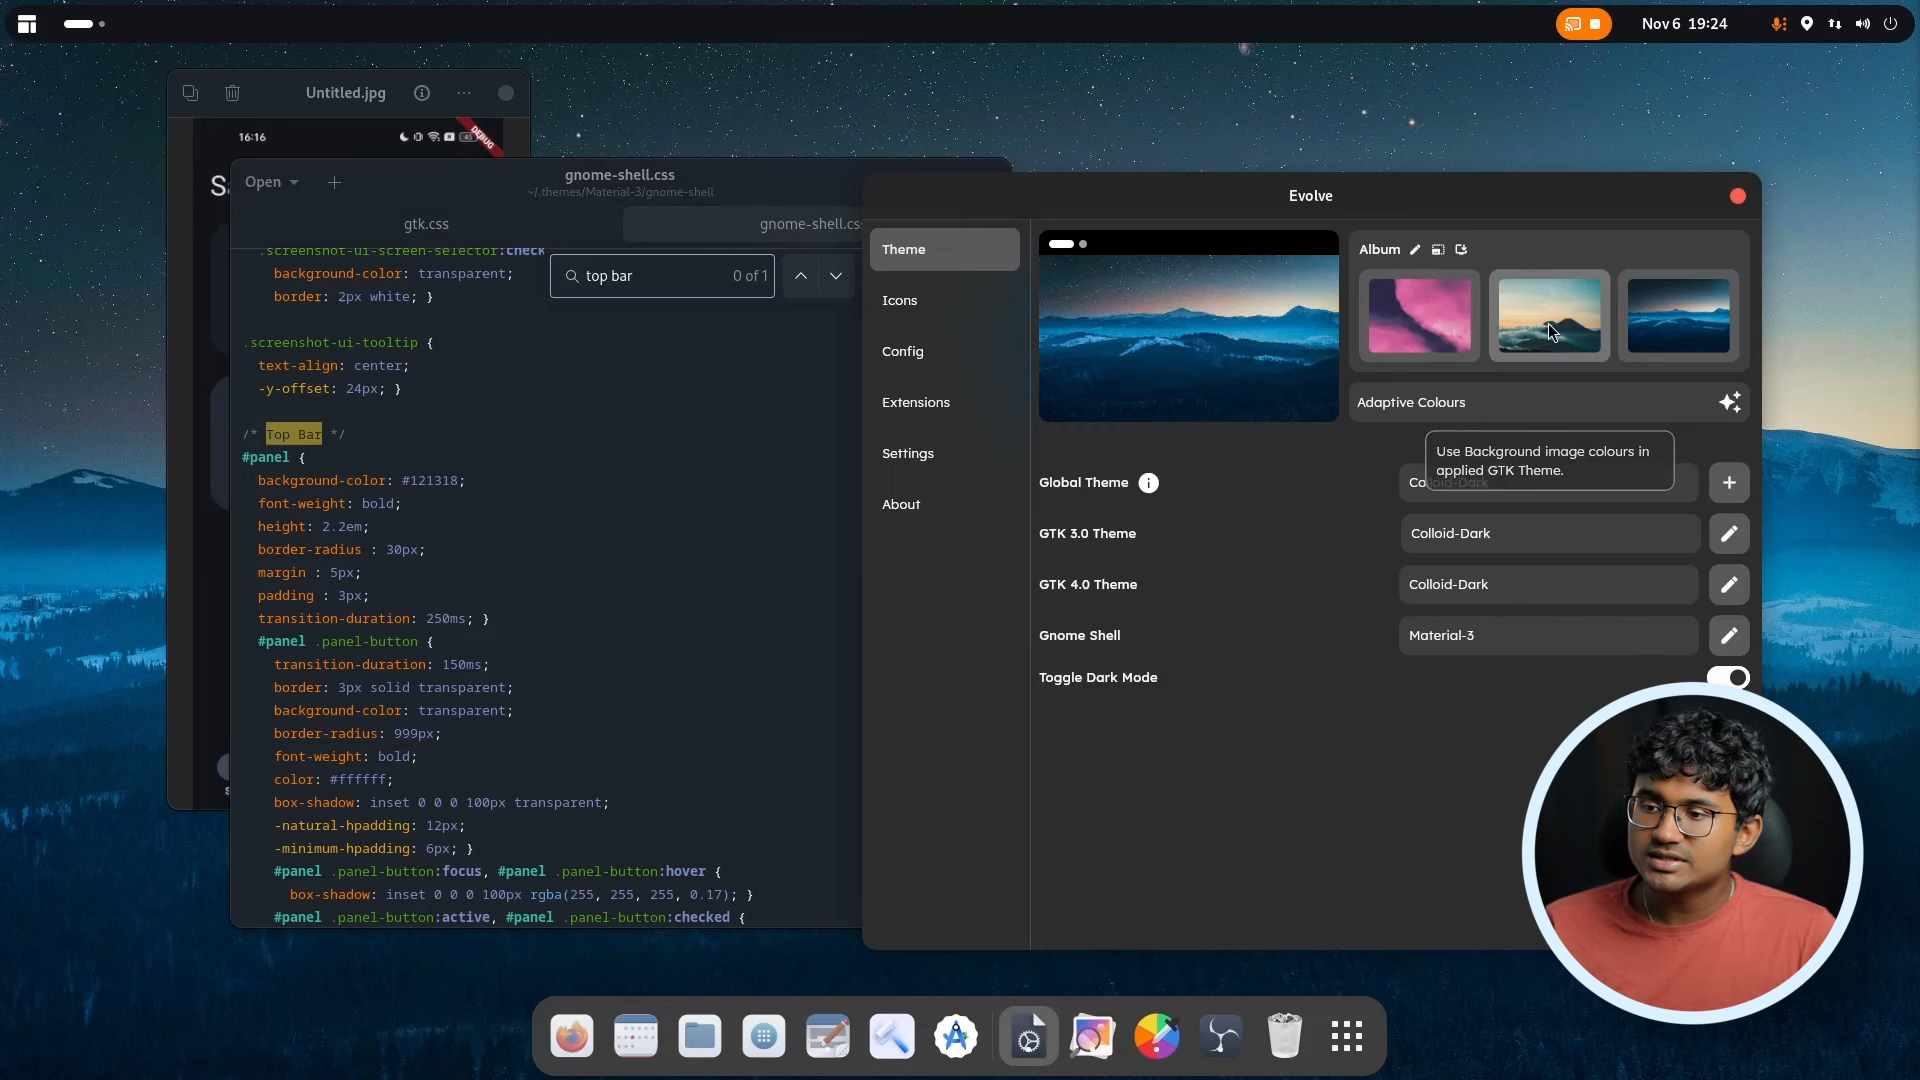 Nov 6 19:24
Untitled.jpg
16:16
DEBUG
Open
gnome-shell.css
~/.themes/Material-3/gnome-shell
gtk.css
gnome-shell.css
.screenshot-ui-screen-selector:check
background-color: transparent;
border: 2px white; }
top bar
0 of 1
.screenshot-ui-tooltip {
text-align: center;
-y-offset: 24px; }
/* Top Bar */
#panel {
background-color: #121318;
font-weight: bold;
height: 2.2em;
border-radius : 30px;
margin : 5px;
padding : 3px;
transition-duration: 250ms; }
#panel .panel-button {
transition-duration: 150ms;
border: 3px solid transparent;
background-color: transparent;
border-radius: 999px;
font-weight: bold;
color: #ffffff;
box-shadow: inset 0 0 0 100px transparent;
-natural-hpadding: 12px;
-minimum-hpadding: 6px; }
#panel .panel-button:focus, #panel .panel-button:hover {
box-shadow: inset 0 0 0 100px rgba(255, 255, 255, 0.17); }
#panel .panel-button:active, #panel .panel-button:checked {
Evolve
Theme
Icons
Config
Extensions
Settings
About
Album
Adaptive Colours
Use Background image colours in
applied GTK Theme.
Global Theme
Colloid-Dark
GTK 3.0 Theme
Colloid-Dark
GTK 4.0 Theme
Colloid-Dark
Gnome Shell
Material-3
Toggle Dark Mode